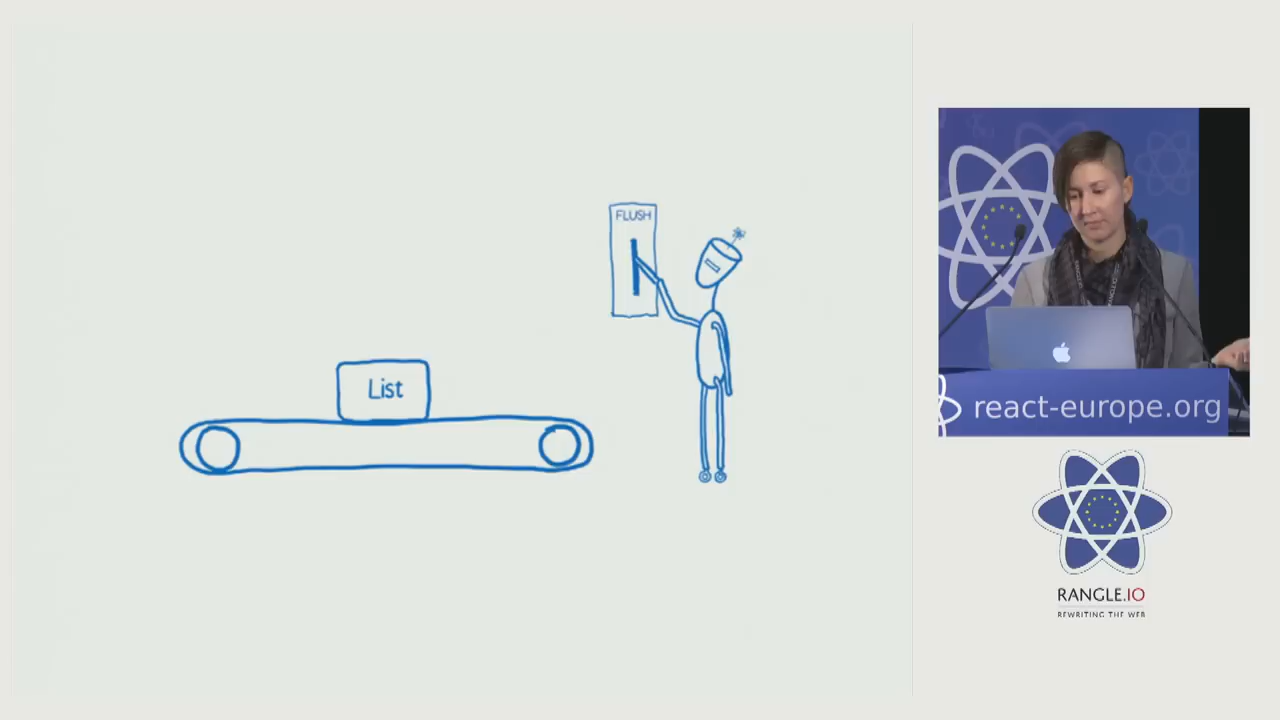 FLUSH
List
react-europe.org
RANGLE.IO
REWRITING THE WEB